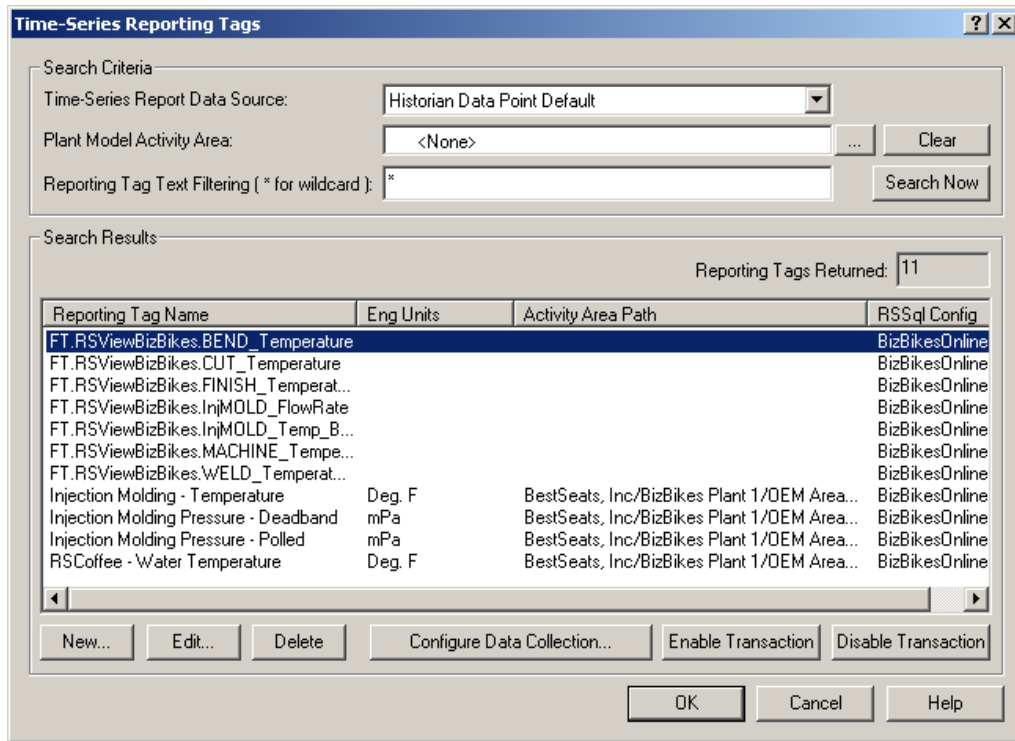 Time-Series Reporting Tags
Search Criteria
Time-Series Report Data Source: Historian Data Point Default
Plant Model Activity Area: <None> ... Clear
Reporting Tag Text Filtering ( * for wildcard ): * Search Now
Search Results
Reporting Tags Returned: 11
Reporting Tag Name Eng Units Activity Area Path RSSql Config
FT.RSViewBizBikes.BEND_Temperature BizBikesOnline
FT.RSViewBizBikes.CUT_Temperature BizBikesOnline
FT.RSViewBizBikes.FINISH_Temperat... BizBikesOnline
FT.RSViewBizBikes.InjMOLD_FlowRate BizBikesOnline
FT.RSViewBizBikes.InjMOLD_Temp_B... BizBikesOnline
FT.RSViewBizBikes.MACHINE_Tempe... BizBikesOnline
FT.RSViewBizBikes.WELD_Temperat... BizBikesOnline
Injection Molding - Temperature Deg. F BestSeats, Inc/BizBikes Plant 1/OEM Area... BizBikesOnline
Injection Molding Pressure - Deadband mPa BestSeats, Inc/BizBikes Plant 1/OEM Area... BizBikesOnline
Injection Molding Pressure - Polled mPa BestSeats, Inc/BizBikes Plant 1/OEM Area... BizBikesOnline
RSCoffee - Water Temperature Deg. F BestSeats, Inc/BizBikes Plant 1/OEM Area... BizBikesOnline
New... Edit... Delete Configure Data Collection... Enable Transaction Disable Transaction
OK Cancel Help